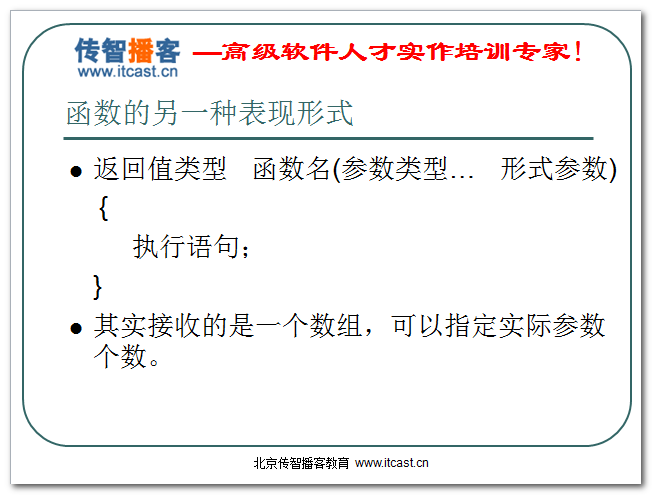 传智播客 —高级软件人才实作培训专家!
www.itcast.cn
函数的另一种表现形式
● 返回值类型 函数名(参数类型... 形式参数)
{
执行语句;
}
● 其实接收的是一个数组，可以指定实际参数
个数。
北京传智播客教育 www.itcast.cn